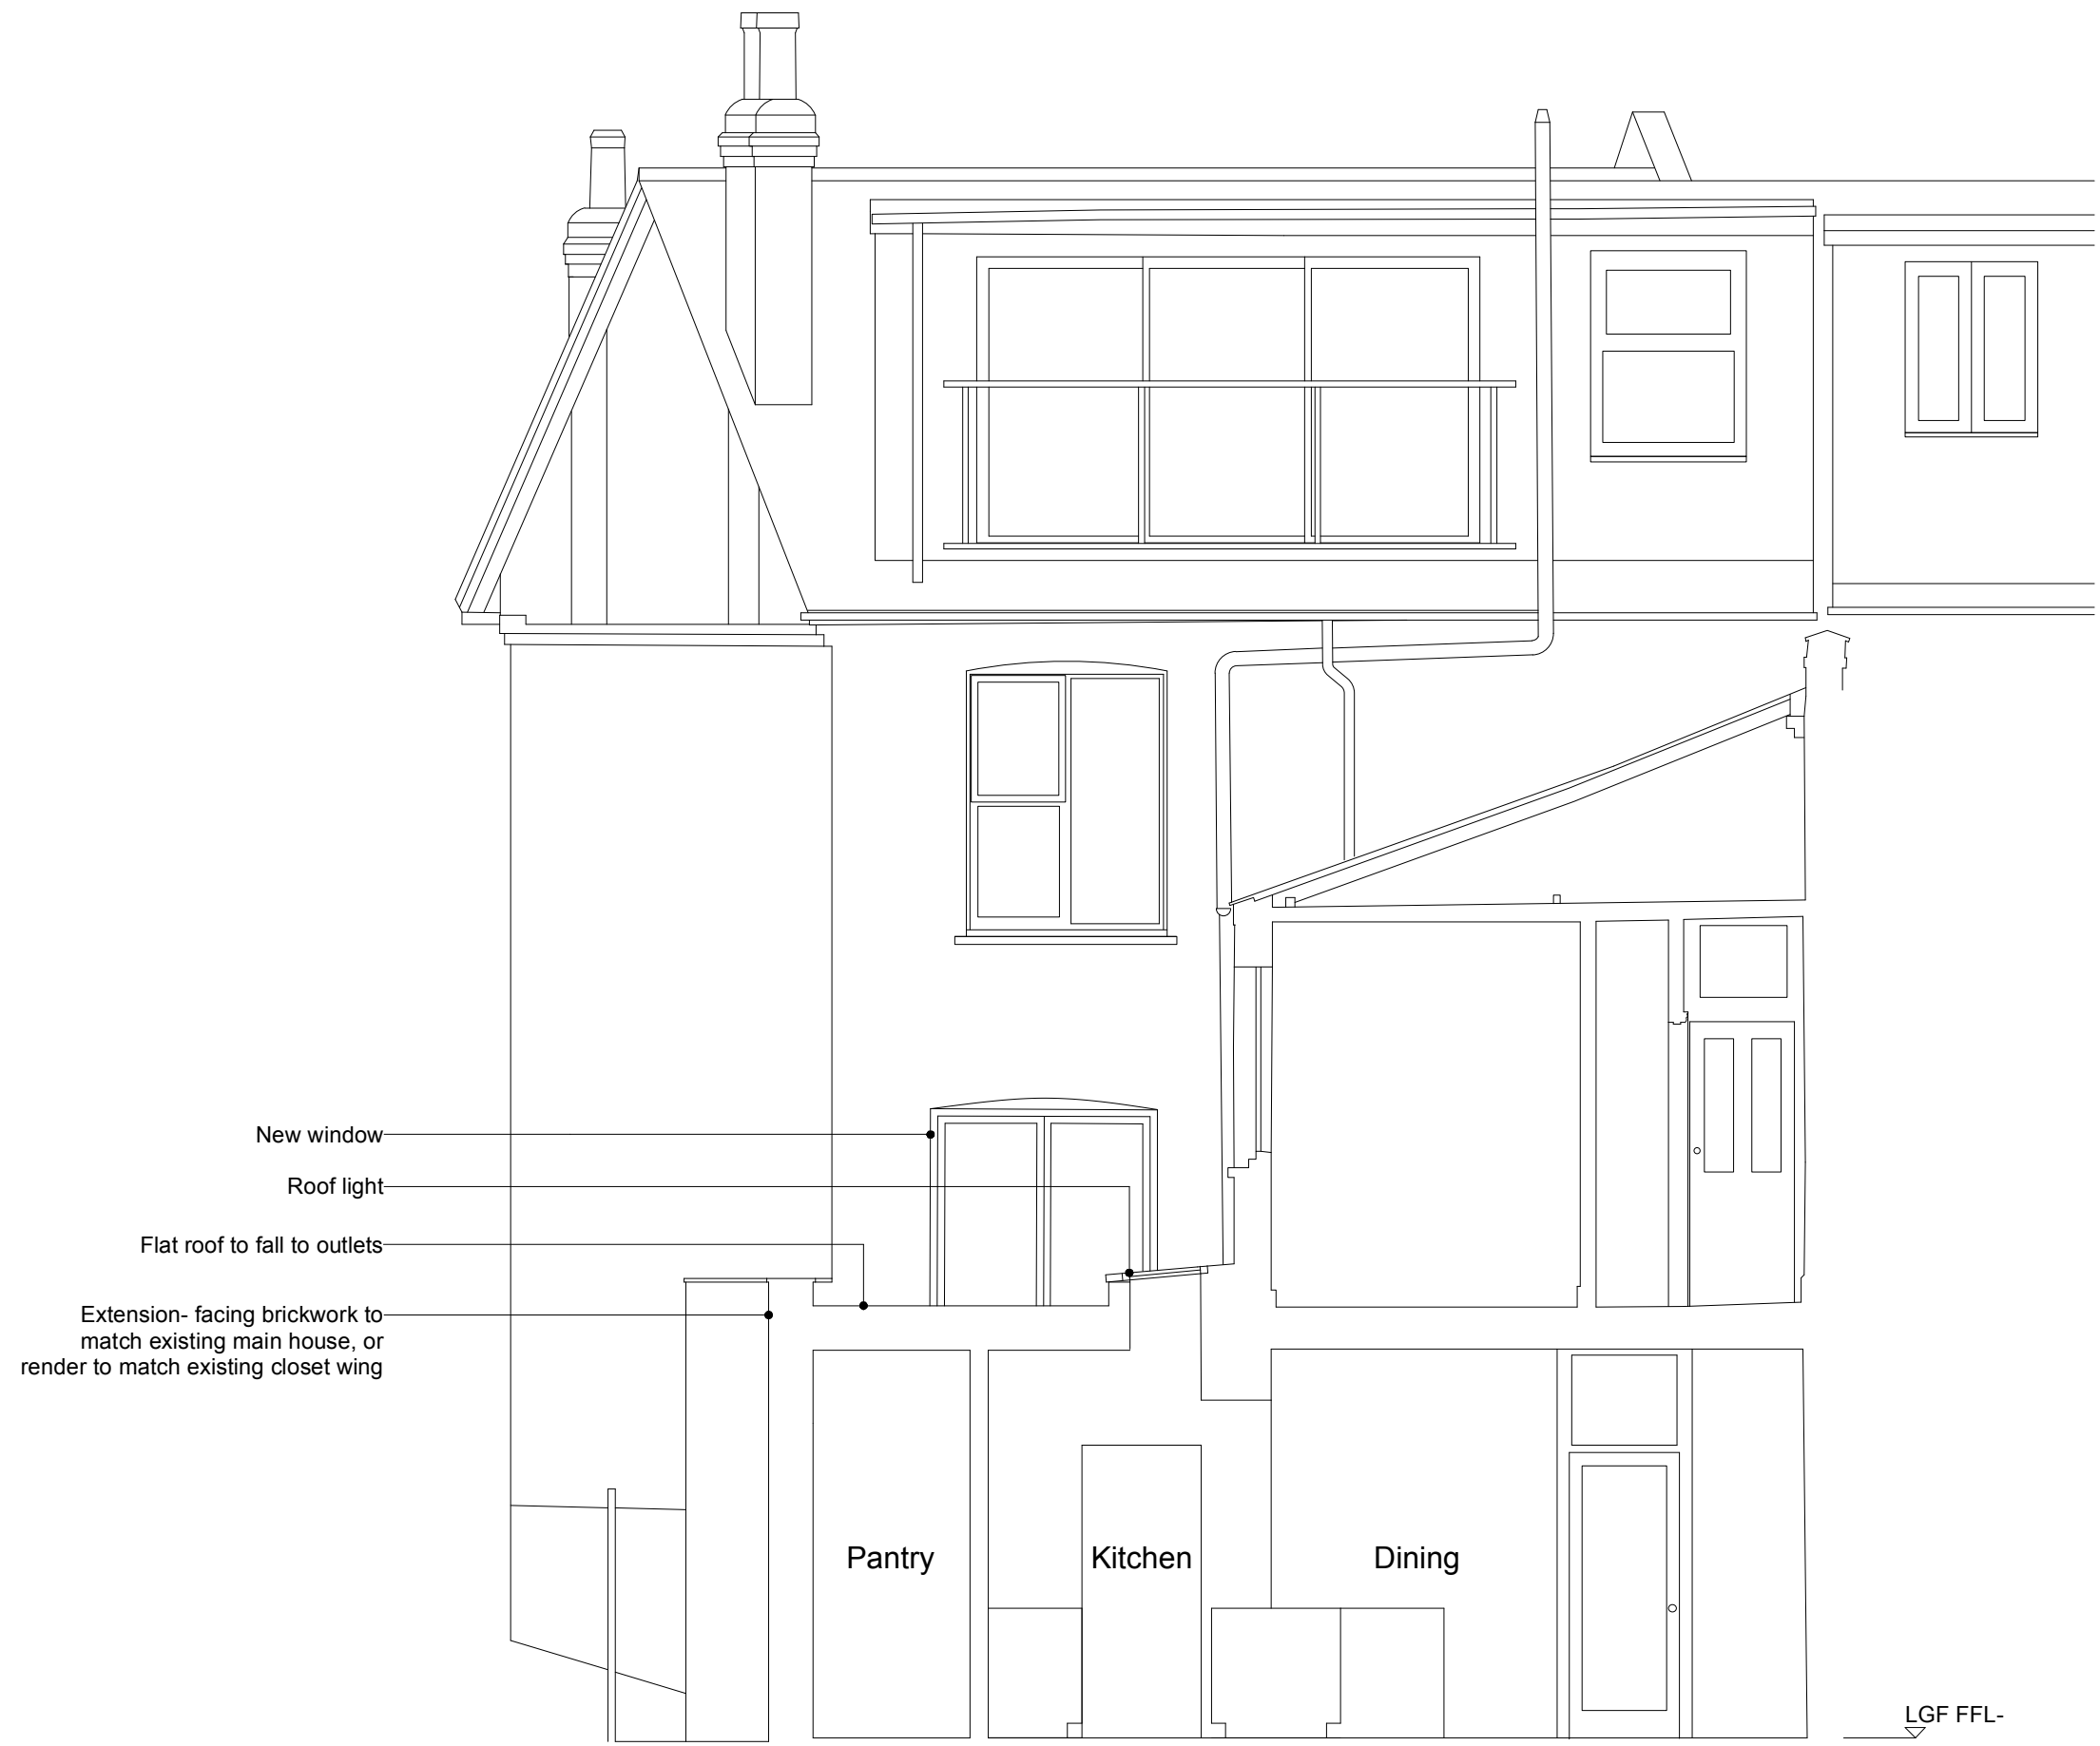 New window
Roof light
Flat roof to fall to outlets
Extension- facing brickwork to
match existing main house, or
render to match existing closet wing
Pantry
Kitchen
Dining
LGF FFL-